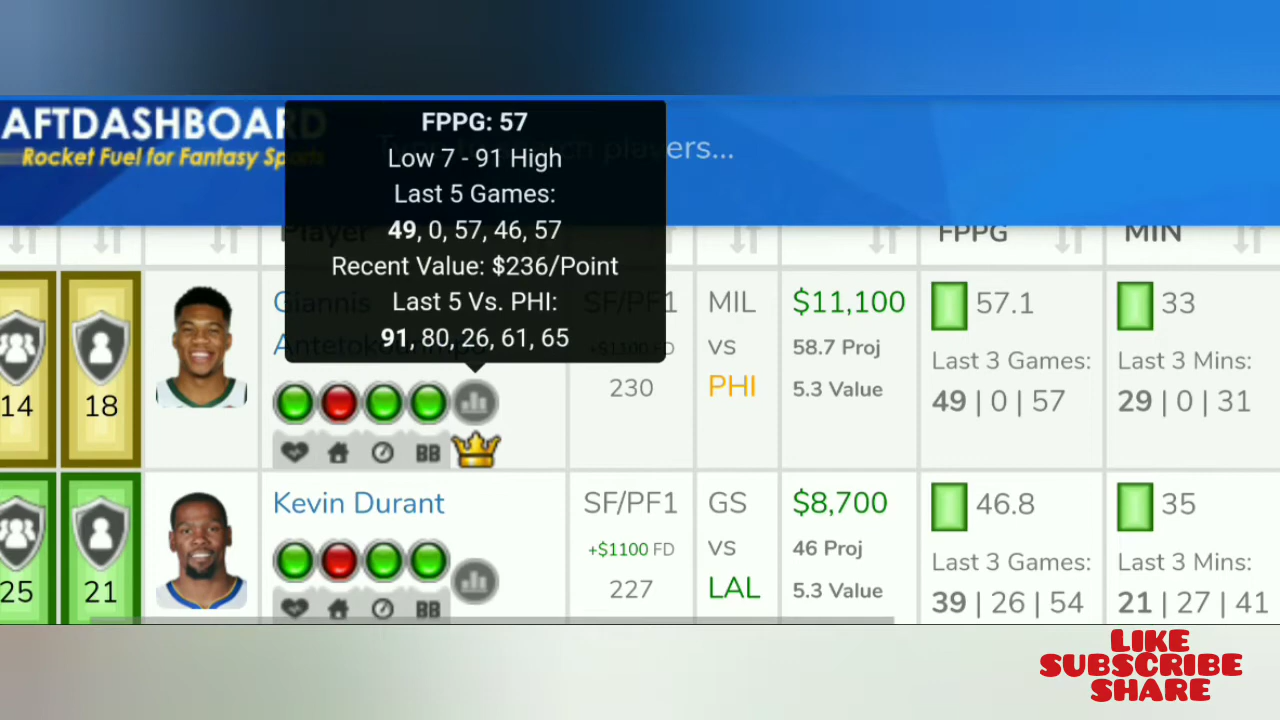 AFTDASHBOARD
Rocket Fuel for Fantasy Sports
ers...
FPPG: 57
Low 7 - 91 High
Last 5 Games:
49, 0, 57, 46, 57
Recent Value: $236/Point
Last 5 Vs. PHI:
91, 80, 26, 61, 65
Player
FPPG
MIN
14
18
Giannis
Antetokounmpo
SF/PF1
230
MIL
vs
PHI
$11,100
58.7 Proj
5.3 Value
57.1
Last 3 Games:
49 | 0 | 57
33
Last 3 Mins:
29 | 0 | 31
BB
25
21
Kevin Durant
SF/PF1
+$1100 FD
227
GS
vs
LAL
$8,700
46 Proj
5.3 Value
46.8
Last 3 Games:
39 | 26 | 54
35
Last 3 Mins:
21 | 27 | 41
BB
LIKE
SUBSCRIBE
SHARE